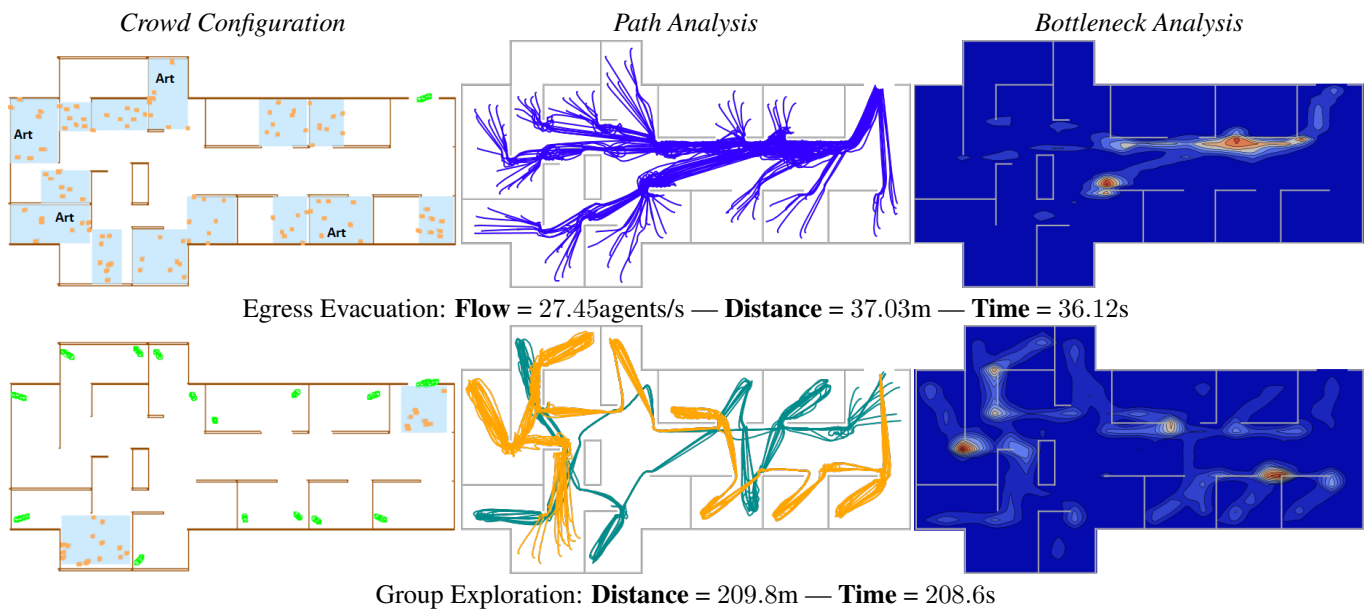 Crowd Configuration Path Analysis Bottleneck Analysis
Art
Art
Art
Art
Egress Evacuation: Flow = 27.45agents/s — Distance = 37.03m — Time = 36.12s
Group Exploration: Distance = 209.8m — Time = 208.6s